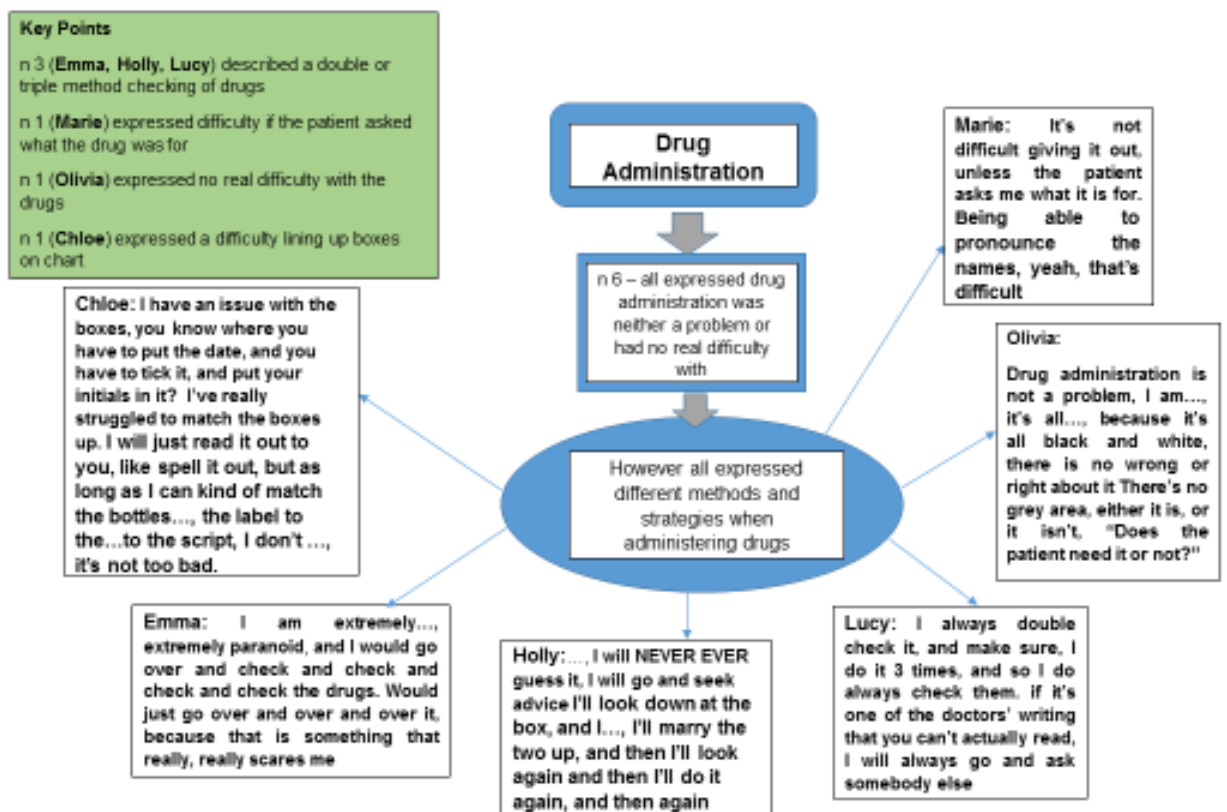 Key Points
n 3 (Emma, Holly, Lucy) described a double or
triple method checking of drugs
n 1 (Marie) expressed difficulty if the patient asked
what the drug was for
n 1 (Olivia) expressed no real difficulty with the
drugs
n 1 (Chloe) expressed a difficulty lining up boxes
on chart
Drug
Administration
n 6 – all expressed drug
administration was
neither a problem or
had no real difficulty
with
However all expressed
different methods and
strategies when
administering drugs
Marie: It's not
difficult giving it out,
unless the patient
asks me what it is for.
Being able to
pronounce the
names, yeah, that's
difficult
Olivia:
Drug administration is
not a problem, I am…,
it's all…, because it's
all black and white,
there is no wrong or
right about it There's no
grey area, either it is, or
it isn't, "Does the
patient need it or not?"
Chloe: I have an issue with the
boxes, you know where you
have to put the date, and you
have to tick it, and put your
initials in it? I've really
struggled to match the boxes
up. I will just read it out to
you, like spell it out, but as
long as I can kind of match
the bottles…, the label to
the…to the script, I don't …,
it's not too bad.
Emma: I am extremely…,
extremely paranoid, and I would go
over and check and check and
check and check the drugs. Would
just go over and over and over it,
because that is something that
really, really scares me
Holly:…, I will NEVER EVER
guess it, I will go and seek
advice I'll look down at the
box, and I…, I'll marry the
two up, and then I'll look
again and then I'll do it
again, and then again
Lucy: I always double
check it, and make sure, I
do it 3 times, and so I do
always check them. if it's
one of the doctors' writing
that you can't actually read,
I will always go and ask
somebody else